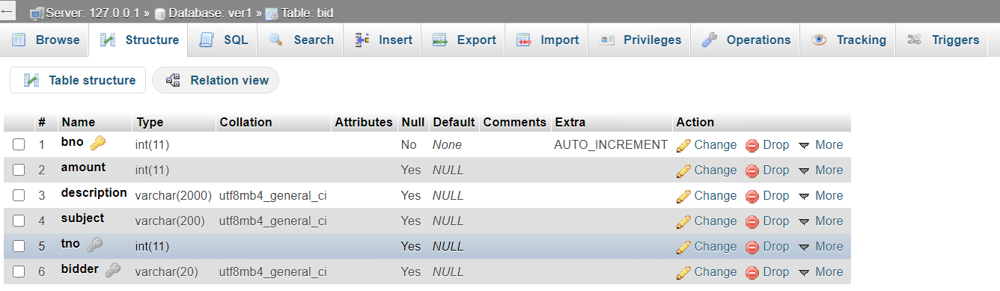 ← Server: 127.0.0.1 » Database: ver1 » Table: bid
Browse Structure SQL Search Insert Export Import Privileges Operations Tracking Triggers
Table structure Relation view
# Name Type Collation Attributes Null Default Comments Extra Action
1 bno int(11) No None AUTO_INCREMENT Change Drop More
2 amount int(11) Yes NULL Change Drop More
3 description varchar(2000) utf8mb4_general_ci Yes NULL Change Drop More
4 subject varchar(200) utf8mb4_general_ci Yes NULL Change Drop More
5 tno int(11) Yes NULL Change Drop More
6 bidder varchar(20) utf8mb4_general_ci Yes NULL Change Drop More